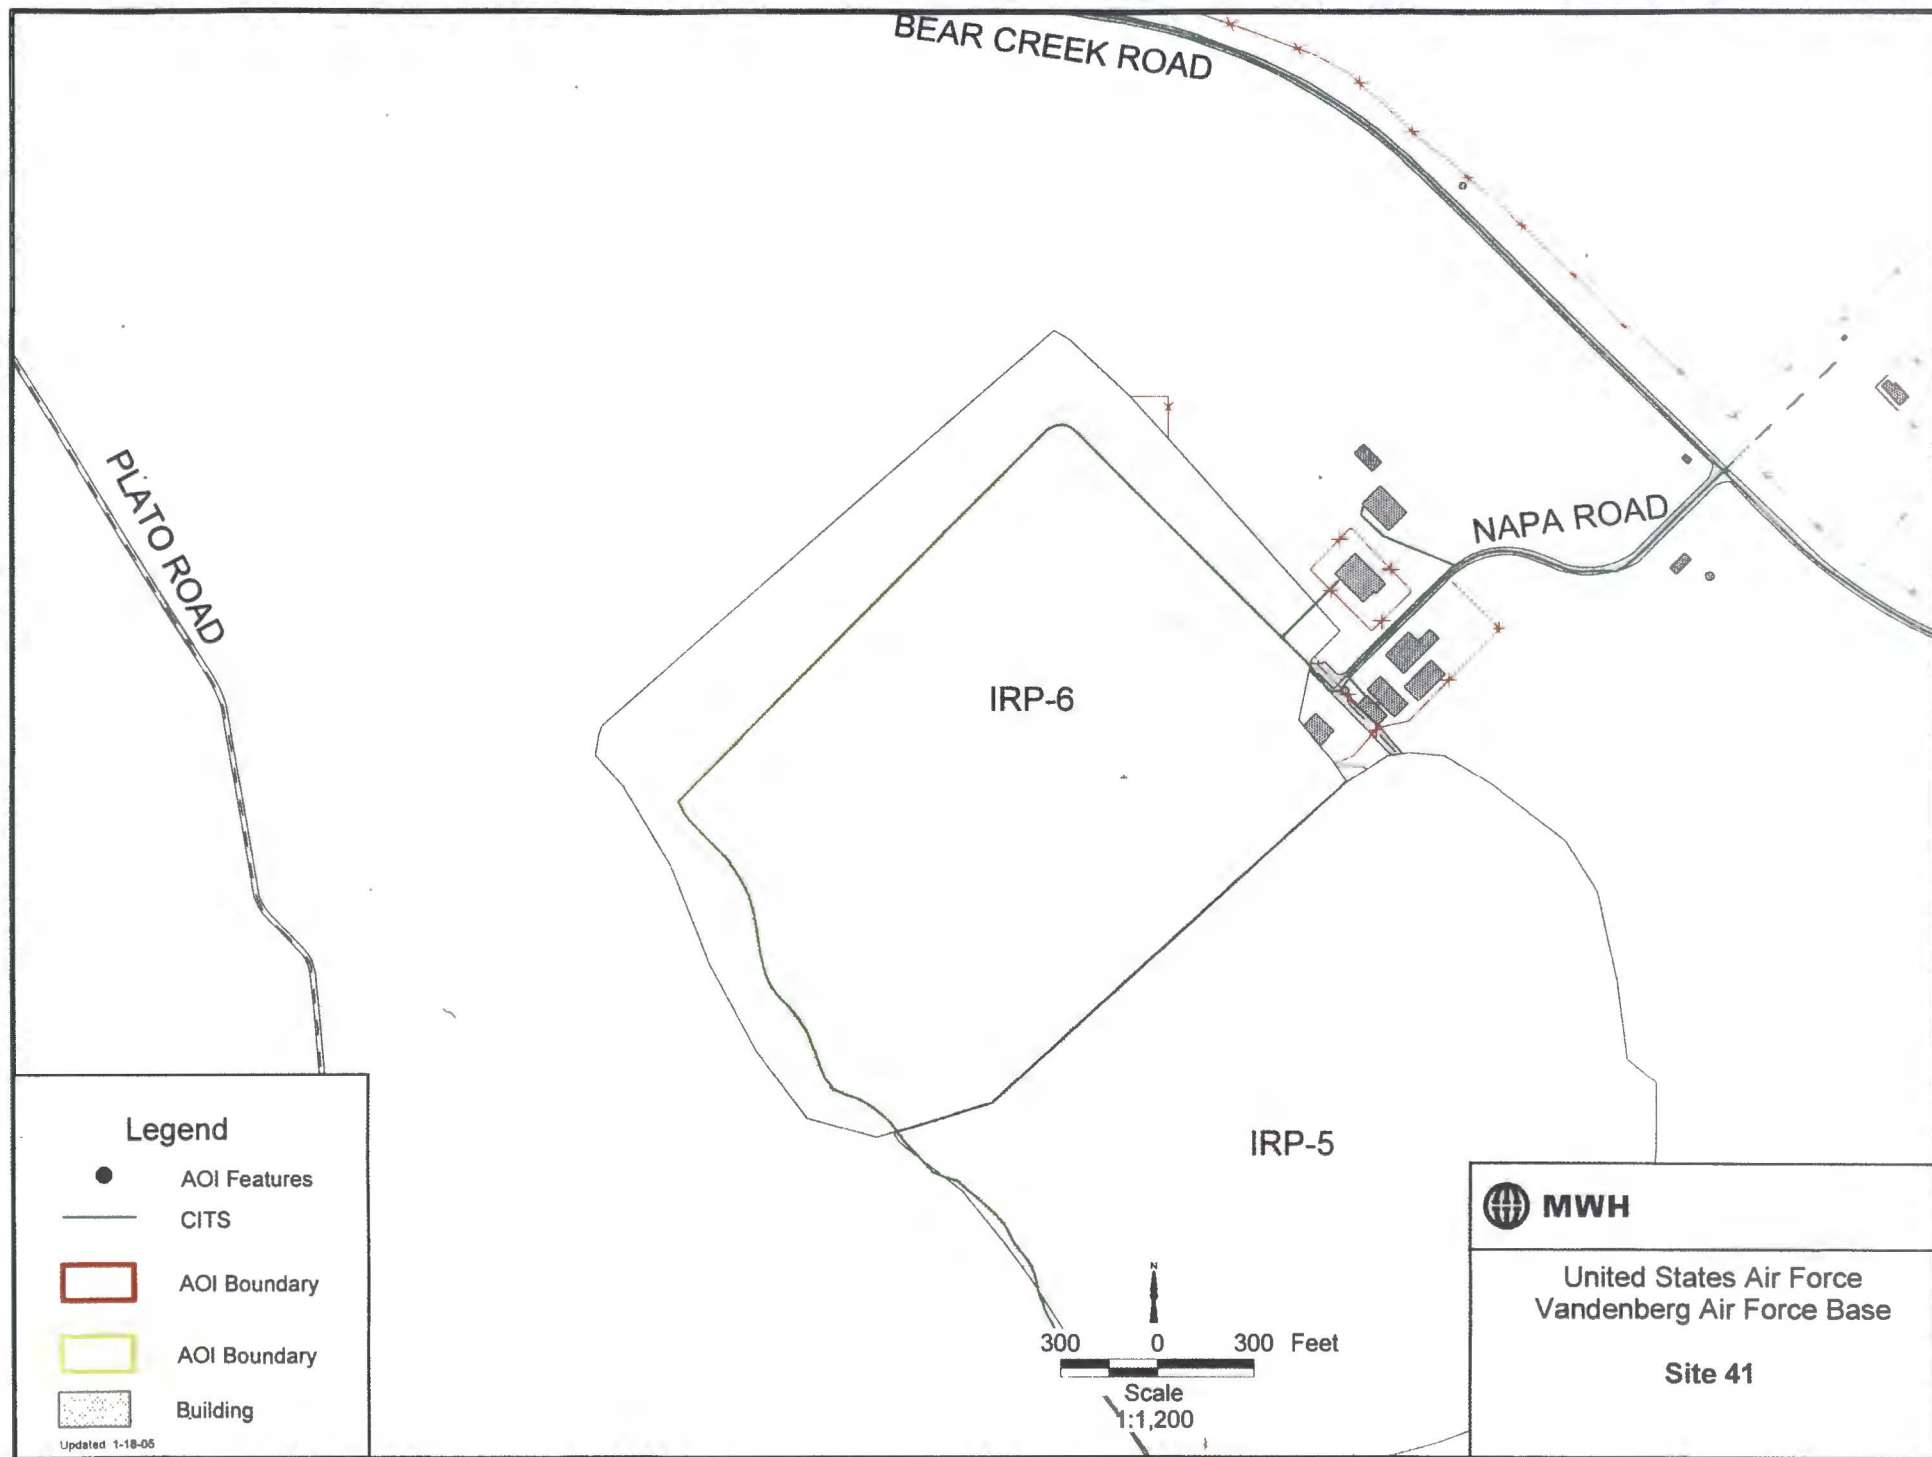 BEAR CREEK ROAD
PLATO ROAD
NAPA ROAD
IRP-6
IRP-5
Legend
AOI Features
CITS
AOI Boundary
AOI Boundary
Building
Updated 1-18-05
N
300 0 300 Feet
Scale
1:1,200
MWH
United States Air Force
Vandenberg Air Force Base
Site 41